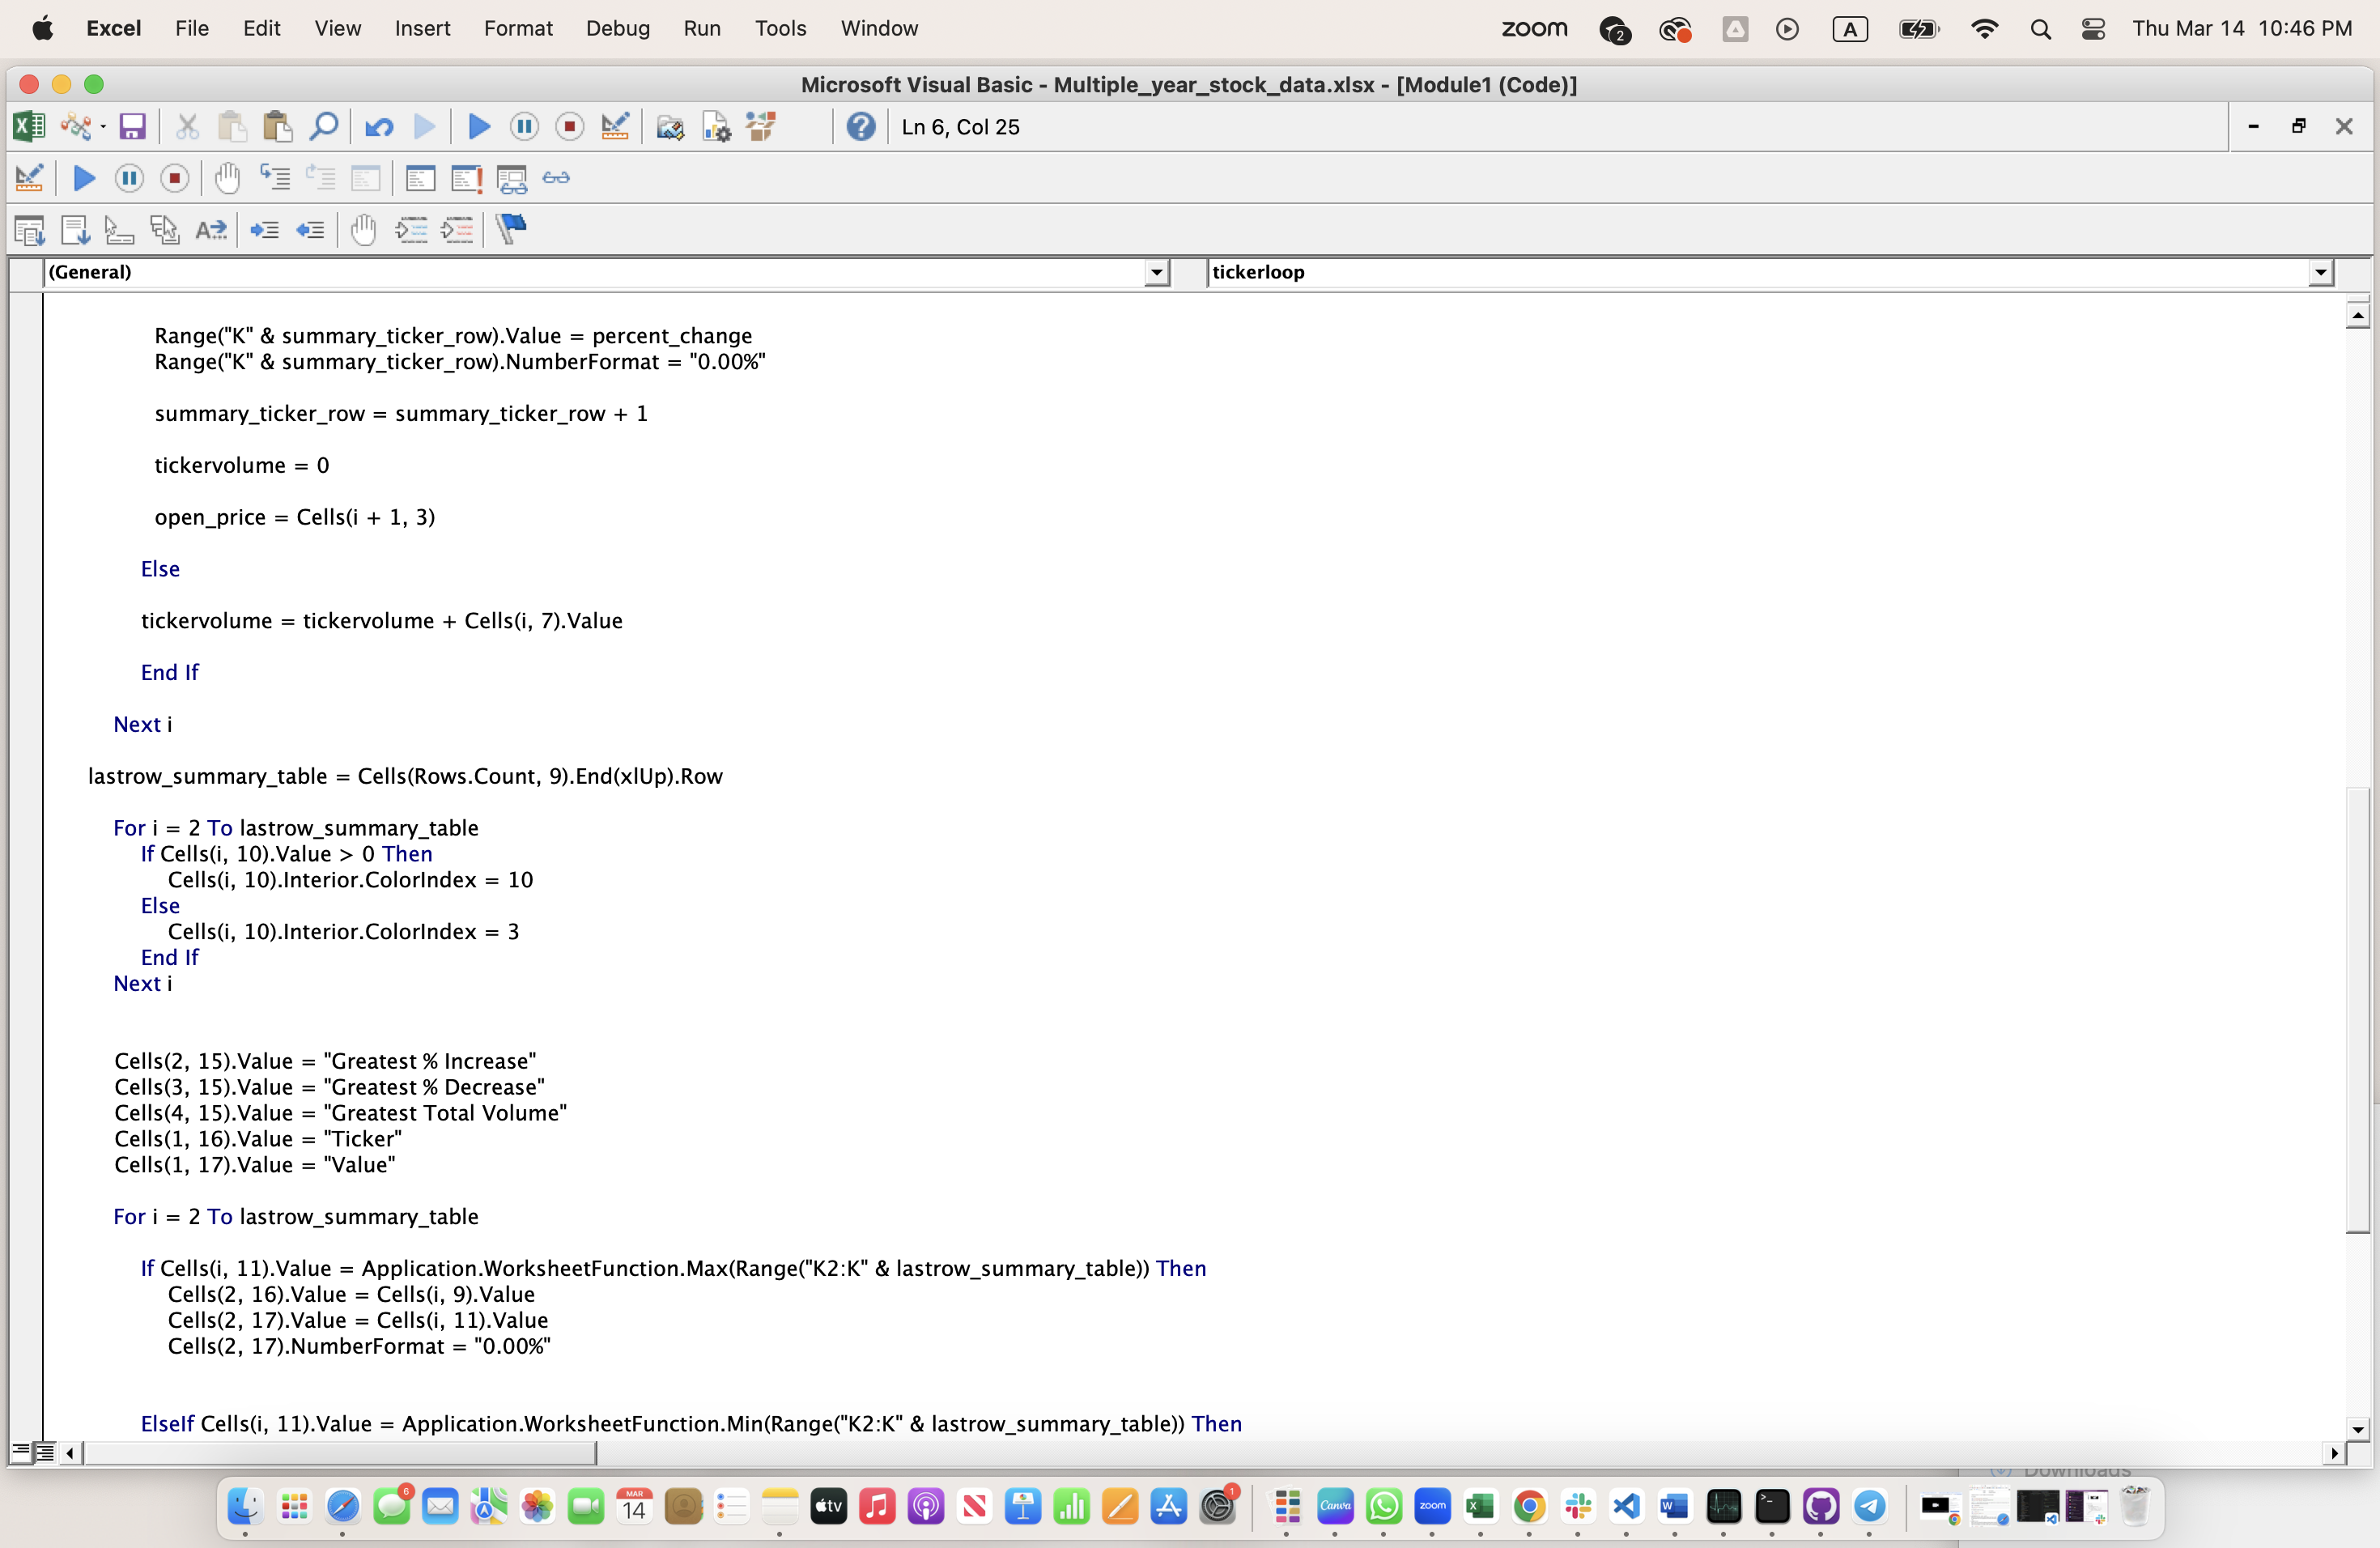 Excel File Edit View Insert Format Debug Run Tools Window zoom 2 A Thu Mar 14 10:46 PM
Microsoft Visual Basic - Multiple_year_stock_data.xlsx - [Module1 (Code)]
Ln 6, Col 25
(General) tickerloop
Range("K" & summary_ticker_row).Value = percent_change
Range("K" & summary_ticker_row).NumberFormat = "0.00%"
summary_ticker_row = summary_ticker_row + 1
tickervolume = 0
open_price = Cells(i + 1, 3)
Else
tickervolume = tickervolume + Cells(i, 7).Value
End If
Next i
lastrow_summary_table = Cells(Rows.Count, 9).End(xlUp).Row
For i = 2 To lastrow_summary_table
If Cells(i, 10).Value > 0 Then
Cells(i, 10).Interior.ColorIndex = 10
Else
Cells(i, 10).Interior.ColorIndex = 3
End If
Next i
Cells(2, 15).Value = "Greatest % Increase"
Cells(3, 15).Value = "Greatest % Decrease"
Cells(4, 15).Value = "Greatest Total Volume"
Cells(1, 16).Value = "Ticker"
Cells(1, 17).Value = "Value"
For i = 2 To lastrow_summary_table
If Cells(i, 11).Value = Application.WorksheetFunction.Max(Range("K2:K" & lastrow_summary_table)) Then
Cells(2, 16).Value = Cells(i, 9).Value
Cells(2, 17).Value = Cells(i, 11).Value
Cells(2, 17).NumberFormat = "0.00%"
ElseIf Cells(i, 11).Value = Application.WorksheetFunction.Min(Range("K2:K" & lastrow_summary_table)) Then
Downloads
6 MAR 14 tv 1 Canva zoom